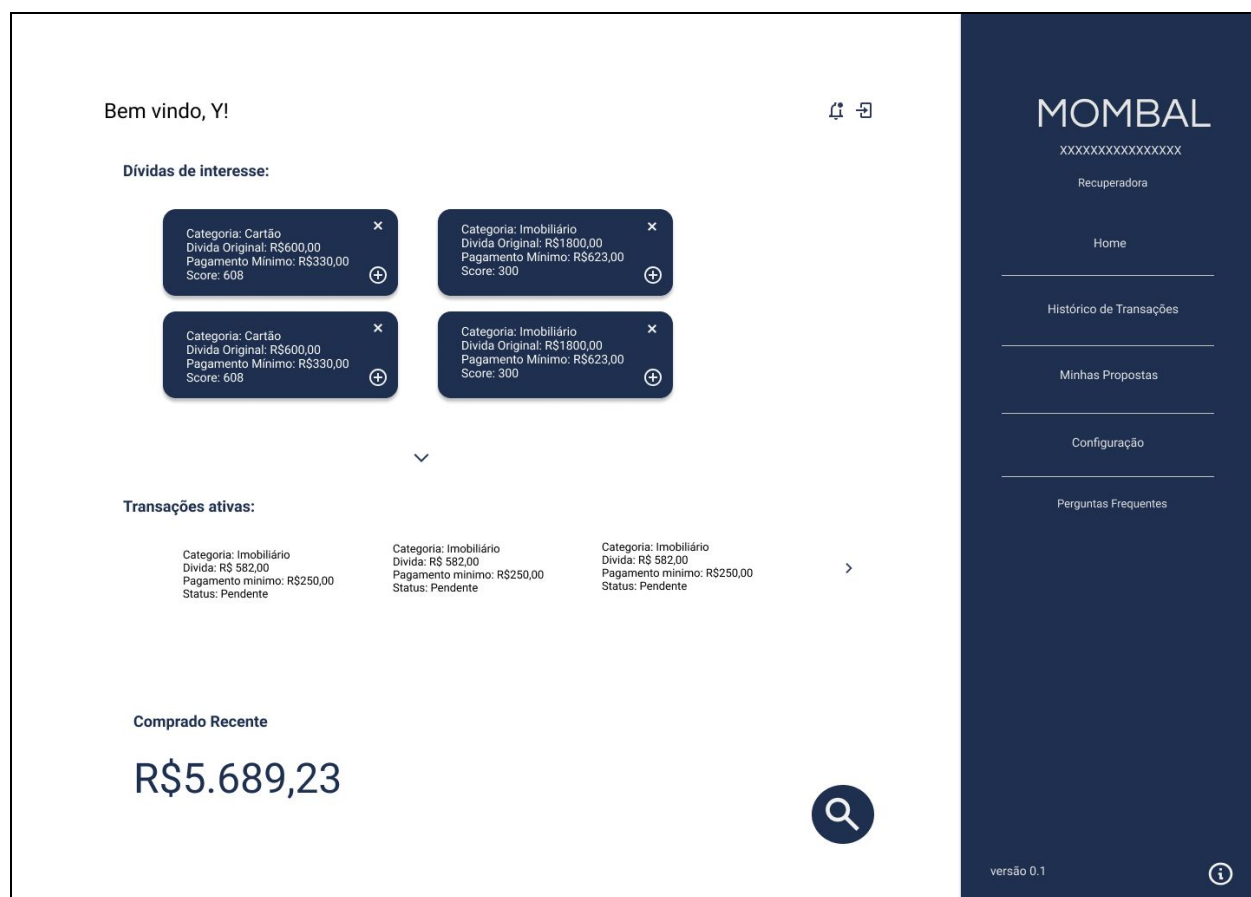 Bem vindo, Y!
Dívidas de interesse:
Categoria: Cartão
Divida Original: R$600,00
Pagamento Mínimo: R$330,00
Score: 608
Categoria: Imobiliário
Divida Original: R$1800,00
Pagamento Mínimo: R$623,00
Score: 300
Categoria: Cartão
Divida Original: R$600,00
Pagamento Mínimo: R$330,00
Score: 608
Categoria: Imobiliário
Divida Original: R$1800,00
Pagamento Mínimo: R$623,00
Score: 300
Transações ativas:
Categoria: Imobiliário
Divida: R$ 582,00
Pagamento minimo: R$250,00
Status: Pendente
Categoria: Imobiliário
Divida: R$ 582,00
Pagamento minimo: R$250,00
Status: Pendente
Categoria: Imobiliário
Divida: R$ 582,00
Pagamento minimo: R$250,00
Status: Pendente
Comprado Recente
R$5.689,23
MOMBAL
XXXXXXXXXXXXXXXX
Recuperadora
Home
Histórico de Transações
Minhas Propostas
Configuração
Perguntas Frequentes
versão 0.1